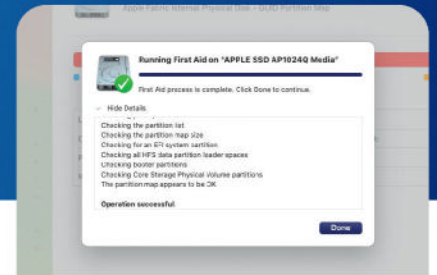 Apple Fabric Internal Physical Disk – GUID Partition Map
Running First Aid on "APPLE SSD AP1024Q Media"
First Aid process is complete. Click Done to continue.
Hide Details
Checking the partition list
Checking the partition map size
Checking for an EFI system partition
Checking all HFS data partition loader spaces
Checking booter partitions
Checking Core Storage Physical Volume partitions
The partition map appears to be OK
Operation successful.
Done